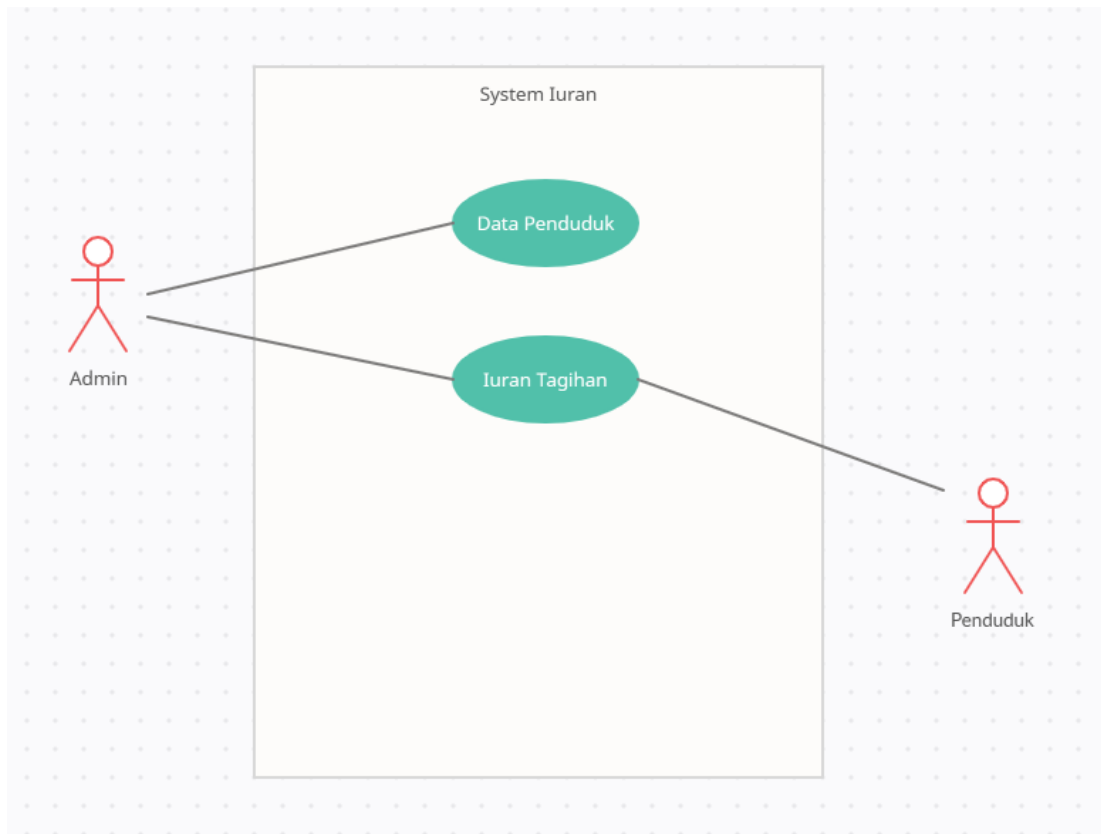 System Iuran
Data Penduduk
Admin
Iuran Tagihan
Penduduk